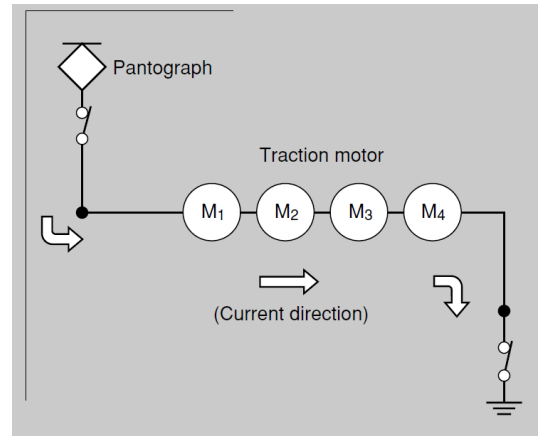 Pantograph
Traction motor
M₁ M₂ M₃ M₄
(Current direction)